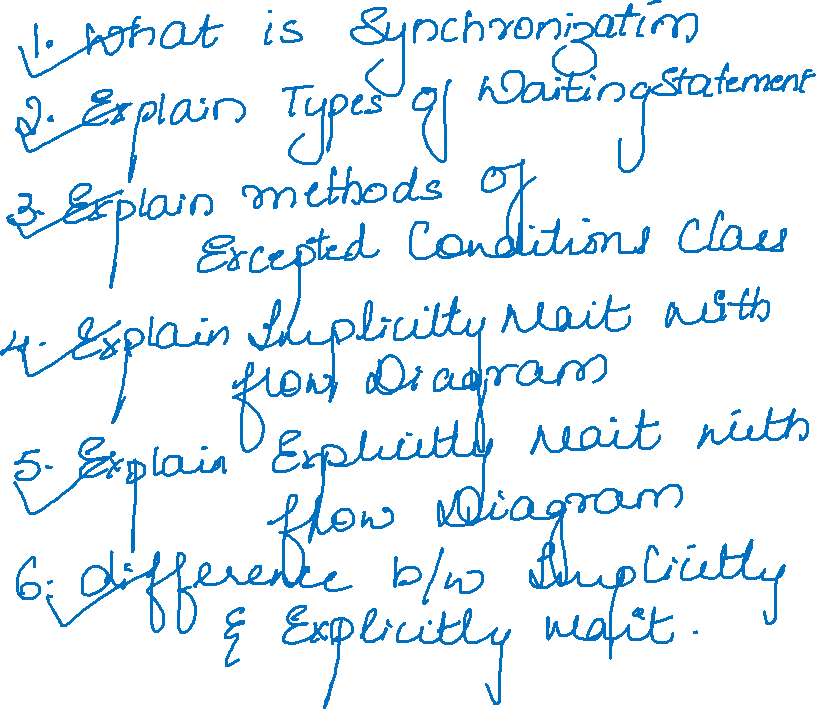 1. What is Synchronization
2. Explain Types of Waiting Statement
3. Explain methods of
Excepted Conditions Class
4. Explain Implicitly Wait with
flow Diagram
5. Explain Explicitly Wait with
flow Diagram
6. difference b/w Implicitly
& Explicitly wait.